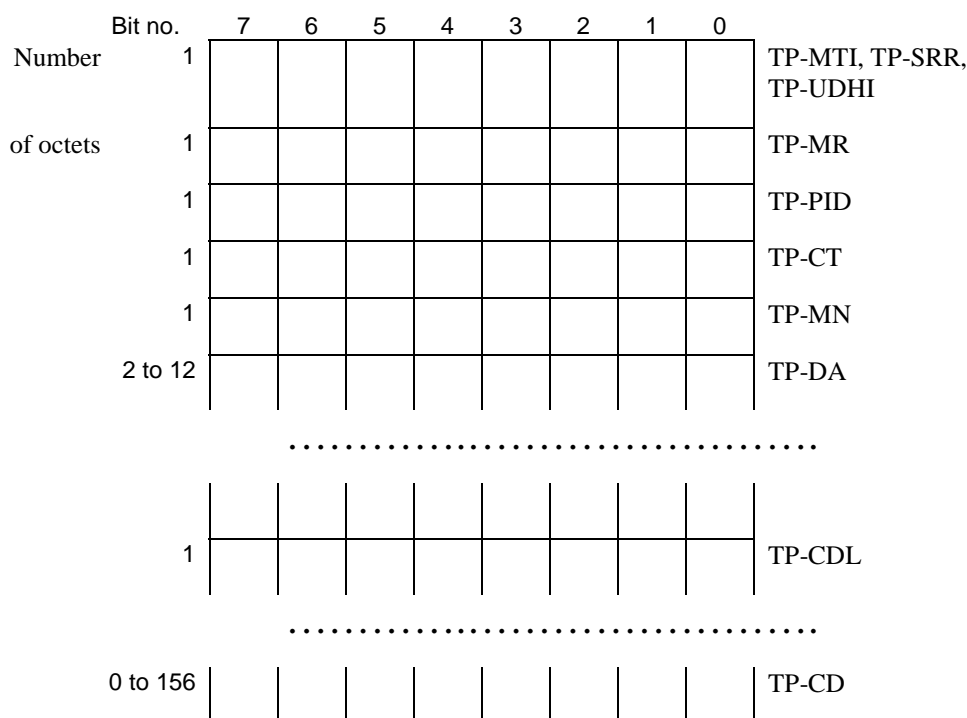 Bit no. 7 6 5 4 3 2 1 0
Number 1 TP-MTI, TP-SRR,
TP-UDHI
of octets 1 TP-MR
1 TP-PID
1 TP-CT
1 TP-MN
2 to 12 TP-DA
1 TP-CDL
0 to 156 TP-CD